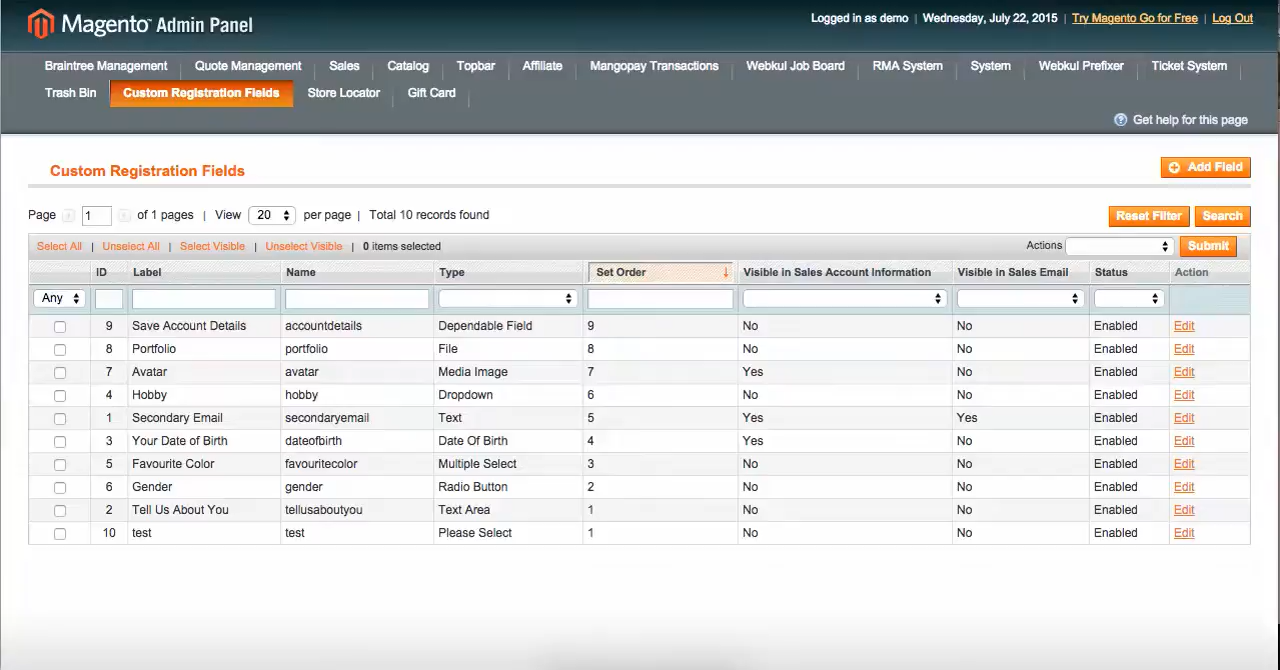 Magento™ Admin Panel
Logged in as demo | Wednesday, July 22, 2015 | Try Magento Go for Free | Log Out
Braintree Management Quote Management Sales Catalog Topbar Affiliate Mangopay Transactions Webkul Job Board RMA System System Webkul Prefixer Ticket System
Trash Bin Custom Registration Fields Store Locator Gift Card
Get help for this page
Custom Registration Fields Add Field
Page 1 of 1 pages | View 20 per page | Total 10 records found Reset Filter Search
Select All | Unselect All | Select Visible | Unselect Visible | 0 items selected Actions Submit
ID Label Name Type Set Order ↓ Visible in Sales Account Information Visible in Sales Email Status Action
Any
9 Save Account Details accountdetails Dependable Field 9 No No Enabled Edit
8 Portfolio portfolio File 8 No No Enabled Edit
7 Avatar avatar Media Image 7 Yes No Enabled Edit
4 Hobby hobby Dropdown 6 No No Enabled Edit
1 Secondary Email secondaryemail Text 5 Yes Yes Enabled Edit
3 Your Date of Birth dateofbirth Date Of Birth 4 Yes No Enabled Edit
5 Favourite Color favouritecolor Multiple Select 3 No No Enabled Edit
6 Gender gender Radio Button 2 No No Enabled Edit
2 Tell Us About You tellusaboutyou Text Area 1 No No Enabled Edit
10 test test Please Select 1 No No Enabled Edit